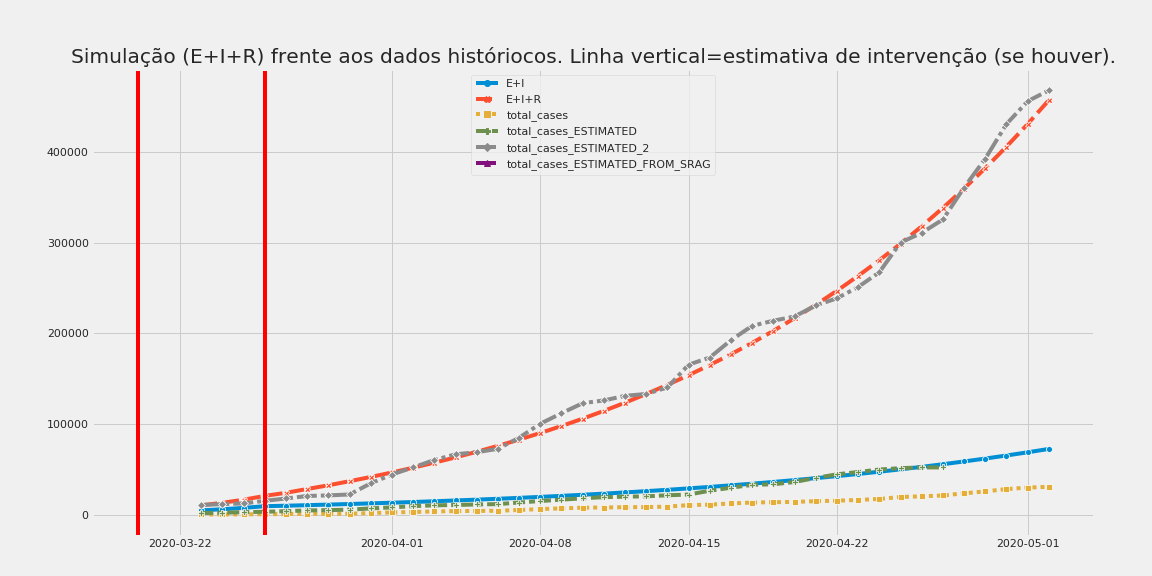 Simulação (E+I+R) frente aos dados históriocos. Linha vertical=estimativa de intervenção (se houver).
E+I
E+I+R
total_cases
total_cases_ESTIMATED
total_cases_ESTIMATED_2
total_cases_ESTIMATED_FROM_SRAG
400000
300000
200000
100000
0
2020-03-22
2020-04-01
2020-04-08
2020-04-15
2020-04-22
2020-05-01